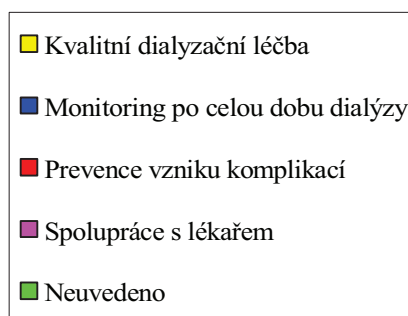 Kvalitní dialyzační léčba
Monitoring po celou dobu dialýzy
Prevence vzniku komplikací
Spolupráce s lékařem
Neuvedeno